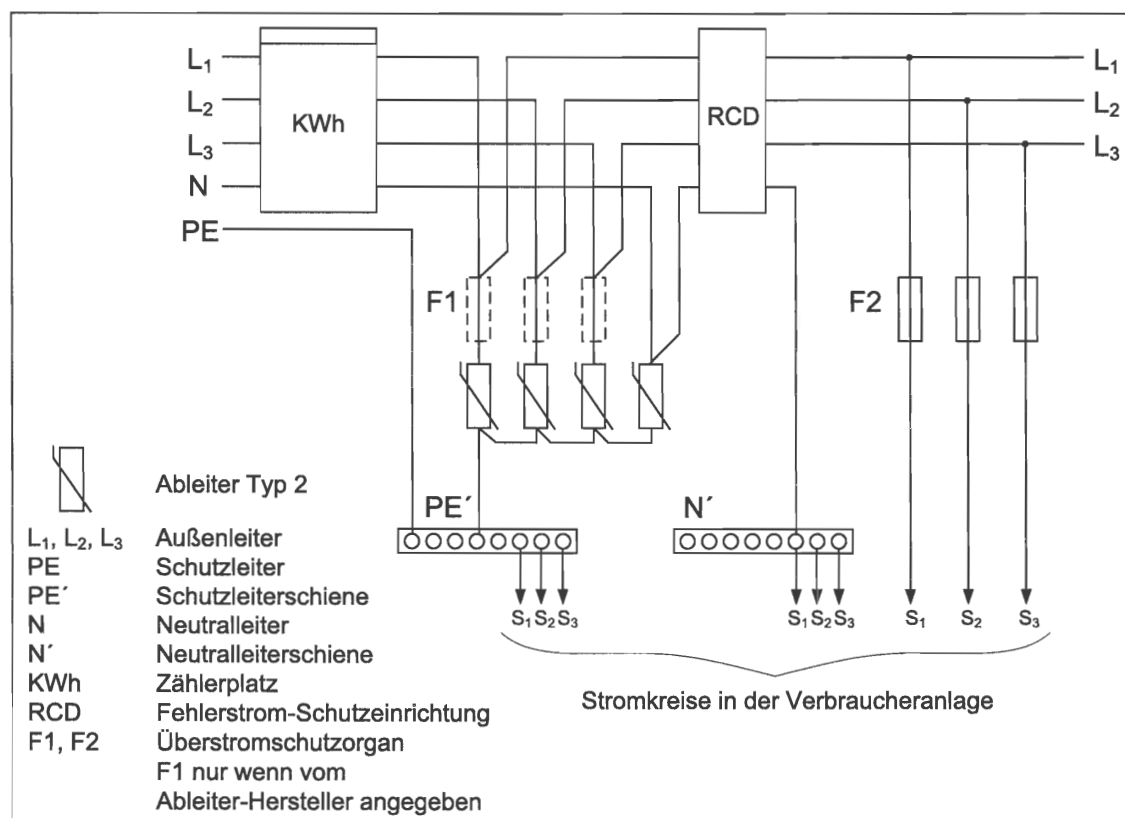 L₁
L₂
L₃
N
PE
KWh
RCD
L₁
L₂
L₃
F1
F2
PE´
N´
S₁ S₂ S₃
S₁ S₂ S₃
S₁
S₂
S₃
Stromkreise in der Verbraucheranlage
Ableiter Typ 2
L₁, L₂, L₃ Außenleiter
PE Schutzleiter
PE´ Schutzleiterschiene
N Neutralleiter
N´ Neutralleiterschiene
KWh Zählerplatz
RCD Fehlerstrom-Schutzeinrichtung
F1, F2 Überstromschutzorgan
F1 nur wenn vom
Ableiter-Hersteller angegeben